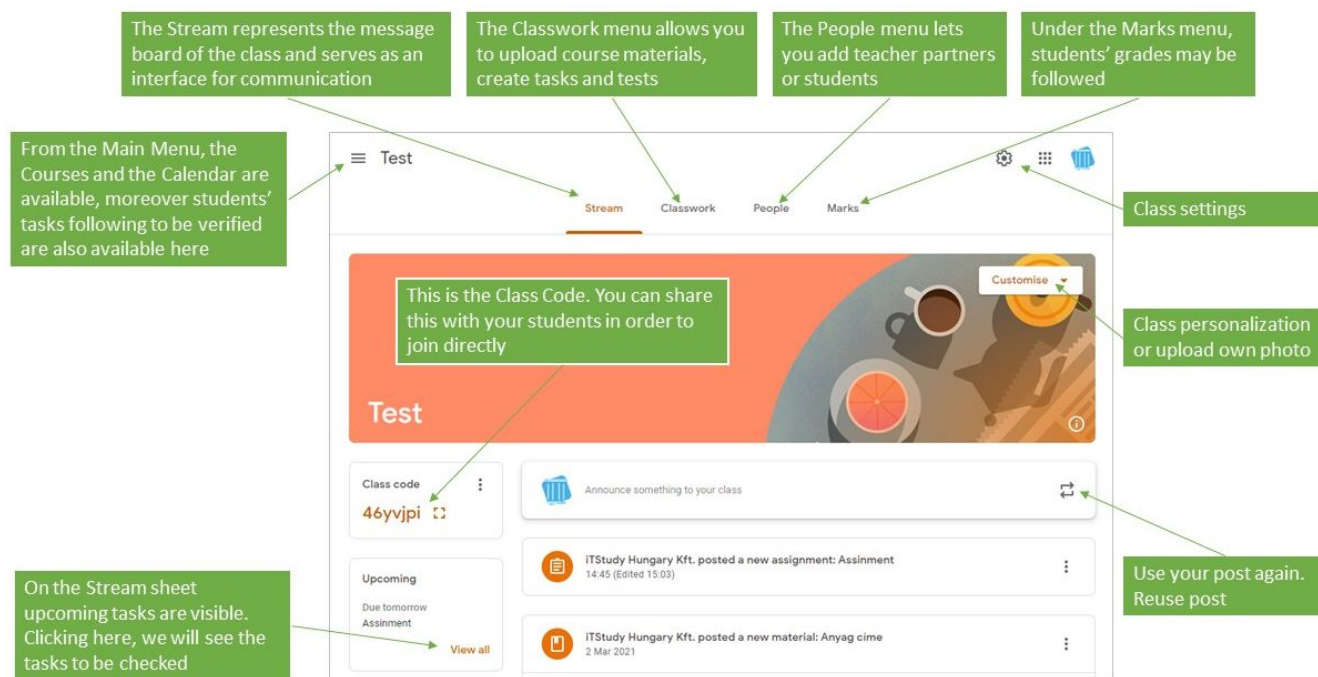 The Stream represents the message
board of the class and serves as an
interface for communication
The Classwork menu allows you
to upload course materials,
create tasks and tests
The People menu lets
you add teacher partners
or students
Under the Marks menu,
students' grades may be
followed
From the Main Menu, the
Courses and the Calendar are
available, moreover students'
tasks following to be verified
are also available here
Test
Stream
Classwork
People
Marks
Class settings
This is the Class Code. You can share
this with your students in order to
join directly
Customise
Class personalization
or upload own photo
Test
Class code
46yvjpi
Announce something to your class
Upcoming
Due tomorrow
Assinment
View all
iTStudy Hungary Kft. posted a new assignment: Assinment
14:45 (Edited 15:03)
iTStudy Hungary Kft. posted a new material: Anyag címe
2 Mar 2021
On the Stream sheet
upcoming tasks are visible.
Clicking here, we will see the
tasks to be checked
Use your post again.
Reuse post